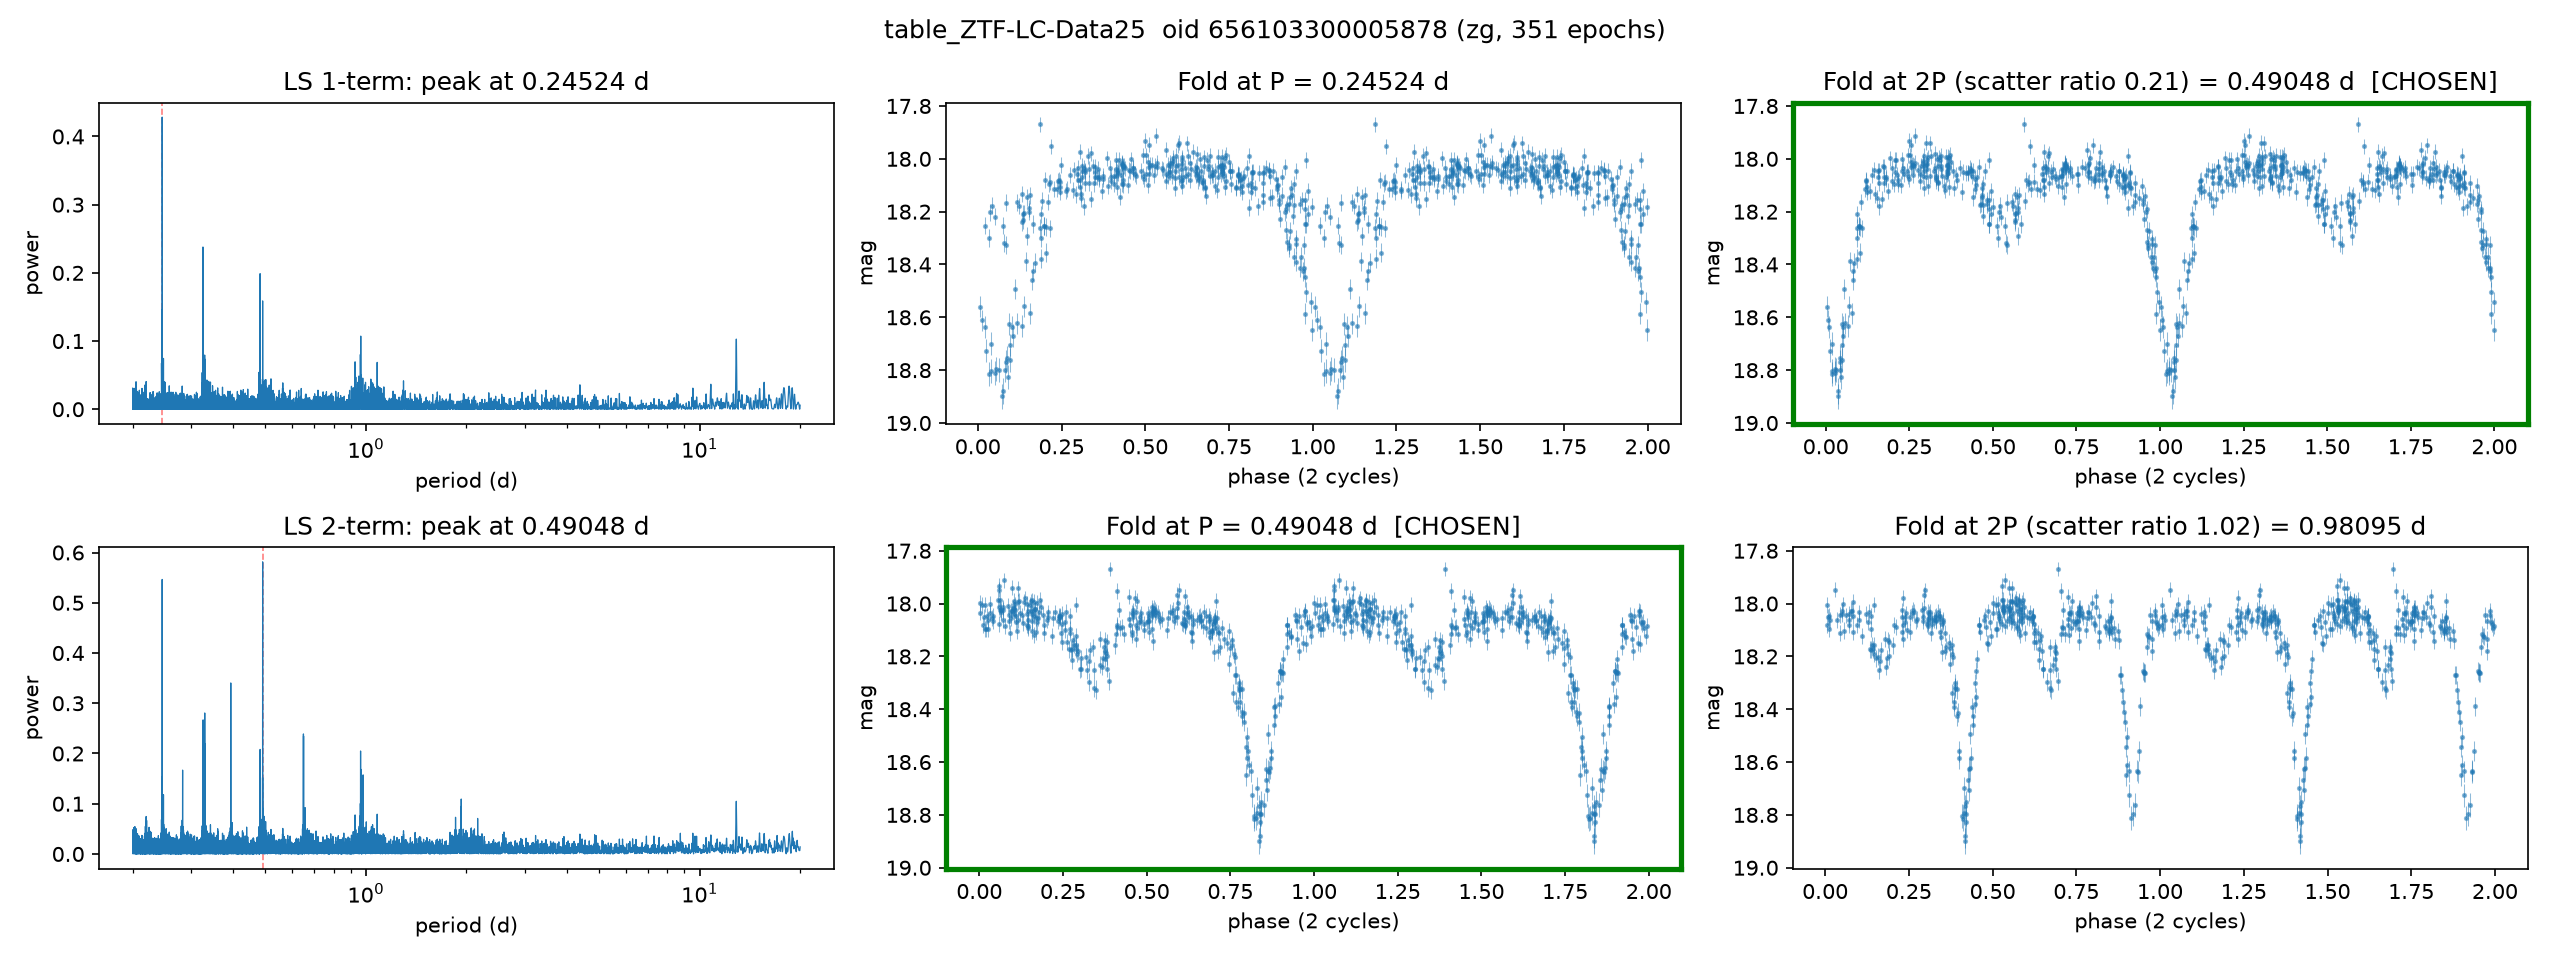 table_ZTF-LC-Data25  oid 656103300005878 (zg, 351 epochs)
LS 1-term: peak at 0.24524 d
power
0.4
0.3
0.2
0.1
0.0
10^0
10^1
period (d)
Fold at P = 0.24524 d
mag
17.8
18.0
18.2
18.4
18.6
18.8
19.0
0.00 0.25 0.50 0.75 1.00 1.25 1.50 1.75 2.00
phase (2 cycles)
Fold at 2P (scatter ratio 0.21) = 0.49048 d  [CHOSEN]
mag
17.8
18.0
18.2
18.4
18.6
18.8
19.0
0.00 0.25 0.50 0.75 1.00 1.25 1.50 1.75 2.00
phase (2 cycles)
LS 2-term: peak at 0.49048 d
power
0.6
0.5
0.4
0.3
0.2
0.1
0.0
10^0
10^1
period (d)
Fold at P = 0.49048 d  [CHOSEN]
mag
17.8
18.0
18.2
18.4
18.6
18.8
19.0
0.00 0.25 0.50 0.75 1.00 1.25 1.50 1.75 2.00
phase (2 cycles)
Fold at 2P (scatter ratio 1.02) = 0.98095 d
mag
17.8
18.0
18.2
18.4
18.6
18.8
19.0
0.00 0.25 0.50 0.75 1.00 1.25 1.50 1.75 2.00
phase (2 cycles)